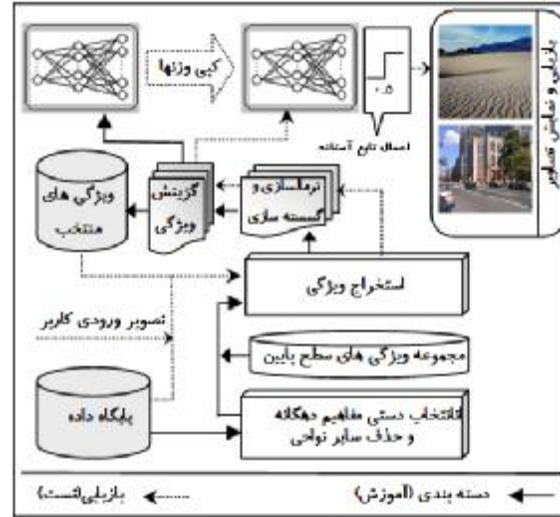 کپی وزنها
۰.۵
اعمال تابع آستانه
بازیابی و نمایش تصاویر
ویژگی های
منتخب
گزینش
ویژگی
نرمالسازی و
گسسته سازی
استخراج ویژگی
تصویر ورودی کاربر
مجموعه ویژگی های سطح پایین
پایگاه داده
انتخاب دستی مفاهیم دهگانه
و حذف سایر نواحی
دسته بندی (آموزش)
بازیابی(تست)